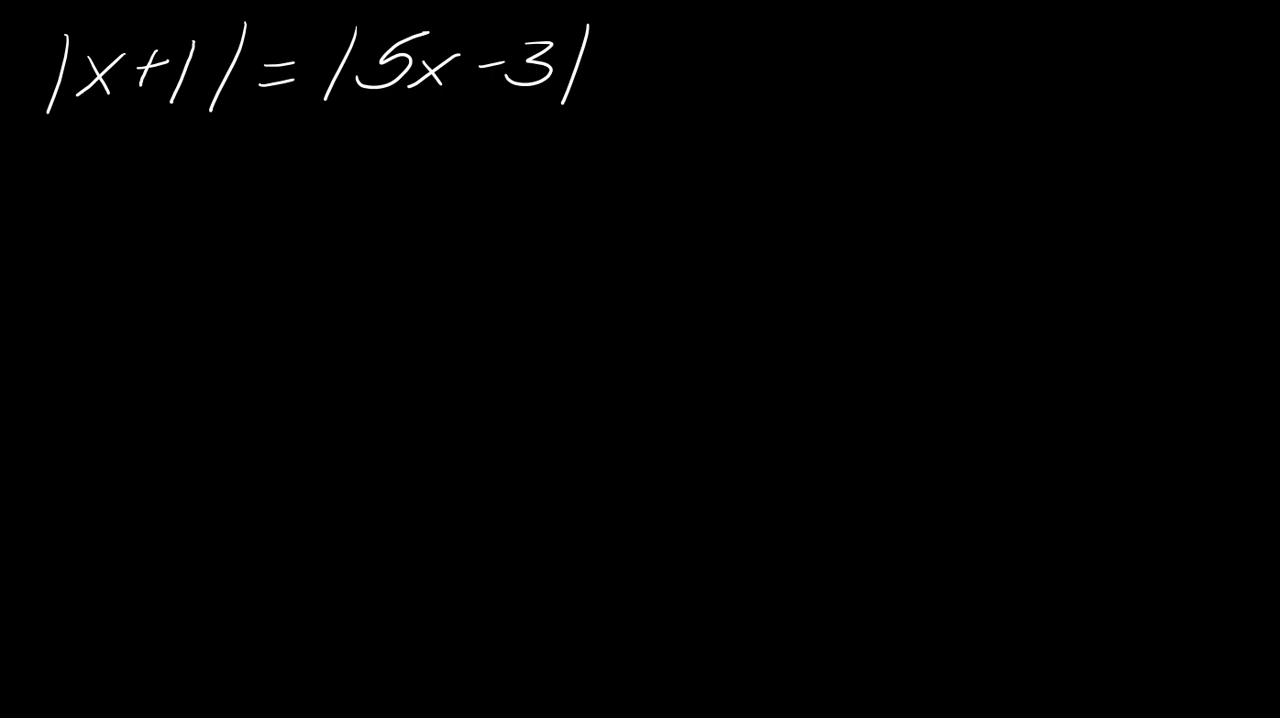 |x+1| = |5x-3|